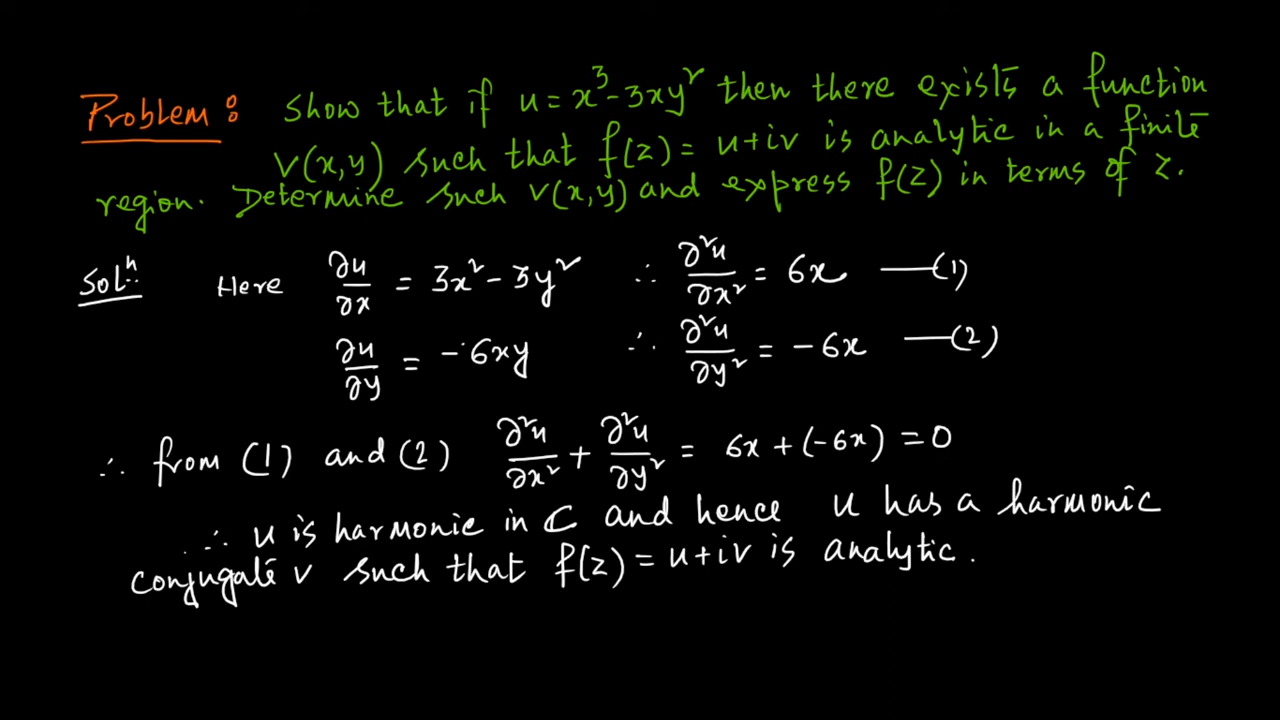 Problem: Show that if u = x³ - 3xy² then there exists a function
V(x,y) such that f(z) = u+iv is analytic in a finite
region. Determine such v(x,y) and express f(z) in terms of z.
Solⁿ: Here ∂u/∂x = 3x² - 3y² ∴ ∂²u/∂x² = 6x —(1)
∂u/∂y = -6xy ∴ ∂²u/∂y² = -6x —(2)
∴ from (1) and (2) ∂²u/∂x² + ∂²u/∂y² = 6x + (-6x) = 0
∴ u is harmonic in C and hence u has a harmonic
conjugate v such that f(z) = u+iv is analytic.